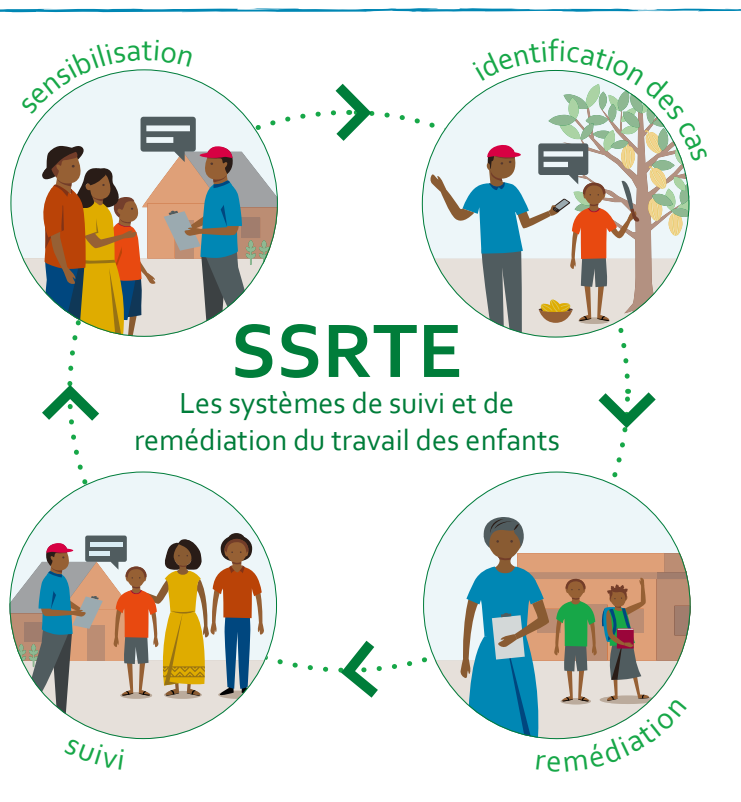 sensibilisation
identification des cas
SSRTE
Les systèmes de suivi et de
remédiation du travail des enfants
suivi
remédiation